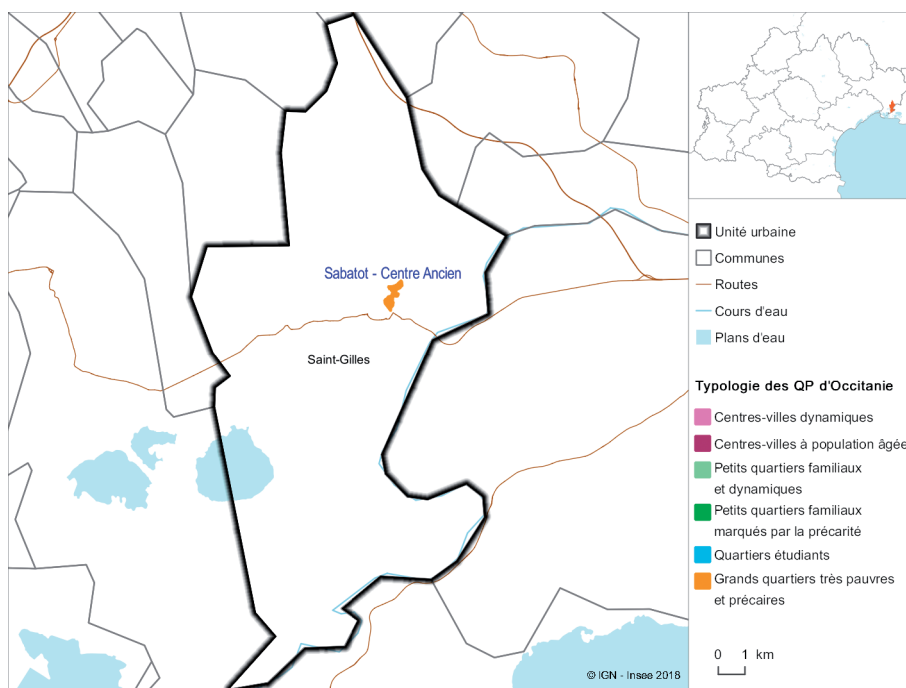 Sabatot - Centre Ancien
Saint-Gilles
© IGN - Insee 2018
Unité urbaine
Communes
Routes
Cours d'eau
Plans d'eau
Typologie des QP d'Occitanie
Centres-villes dynamiques
Centres-villes à population âgée
Petits quartiers familiaux
et dynamiques
Petits quartiers familiaux
marqués par la précarité
Quartiers étudiants
Grands quartiers très pauvres
et précaires
0 1 km